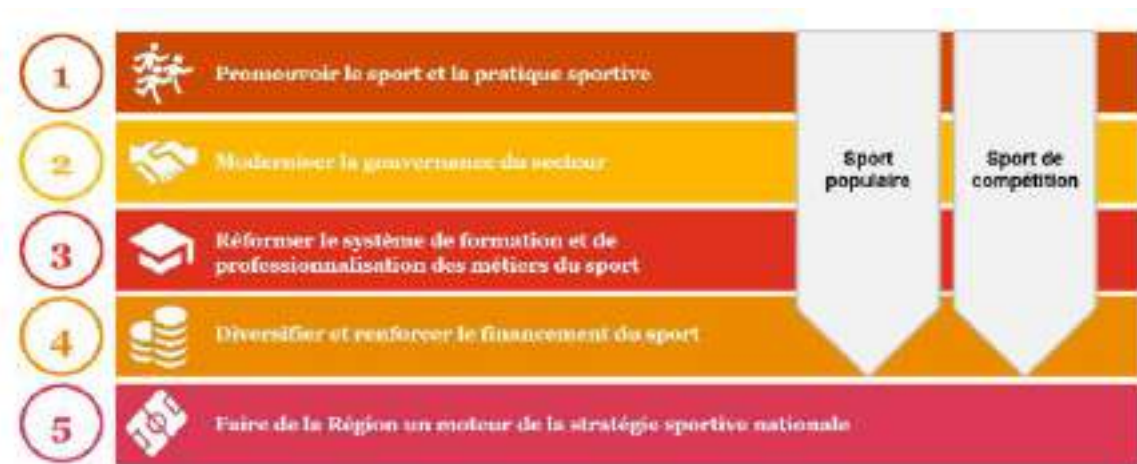 1
Promouvoir le sport et la pratique sportive
2
Moderniser la gouvernance du secteur
3
Réformer le système de formation et de
professionnalisation des métiers du sport
4
Diversifier et renforcer le financement du sport
5
Faire de la Région un moteur de la stratégie sportive nationale
Sport
populaire
Sport de
compétition